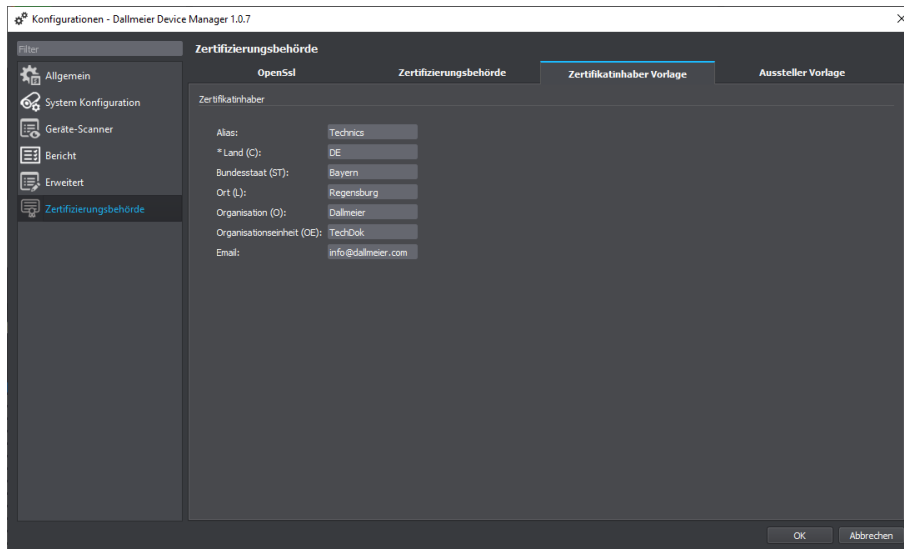 Konfigurationen - Dallmeier Device Manager 1.0.7
Filter
Allgemein
System Konfiguration
Geräte-Scanner
Bericht
Erweitert
Zertifizierungsbehörde
Zertifizierungsbehörde
OpenSsl Zertifizierungsbehörde Zertifikatinhaber Vorlage Aussteller Vorlage
Zertifikatinhaber
Alias: Technics
* Land (C): DE
Bundesstaat (ST): Bayern
Ort (L): Regensburg
Organisation (O): Dallmeier
Organisationseinheit (OE): TechDok
Email: info@dallmeier.com
OK Abbrechen